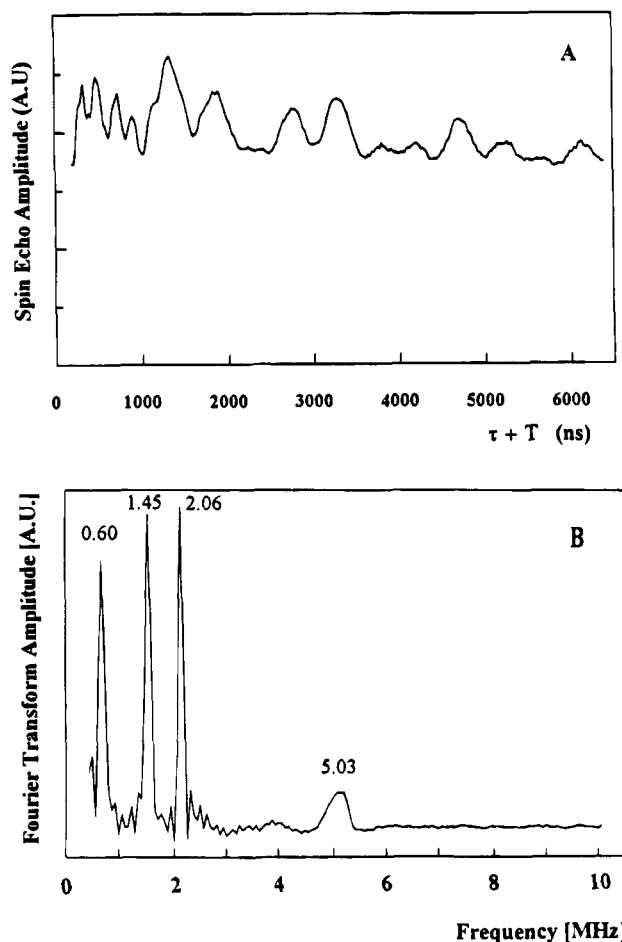 A
Spin Echo Amplitude (A.U)
0 1000 2000 3000 4000 5000 6000
τ + T (ns)
B
0.60 1.45 2.06 5.03
Fourier Transform Amplitude [A.U.]
0 2 4 6 8 10
Frequency [MHz]